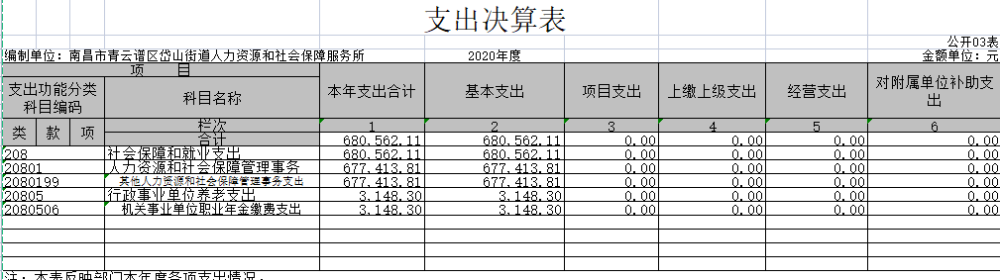 支出决算表
公开03表
编制单位：南昌市青云谱区岱山街道人力资源和社会保障服务所 2020年度 金额单位：元
项 目 本年支出合计 基本支出 项目支出 上缴上级支出 经营支出 对附属单位补助支出
支出功能分类科目编码 科目名称
类 款 项 栏次 1 2 3 4 5 6
合计 680,562.11 680,562.11 0.00 0.00 0.00 0.00
208 社会保障和就业支出 680,562.11 680,562.11 0.00 0.00 0.00 0.00
20801 人力资源和社会保障管理事务 677,413.81 677,413.81 0.00 0.00 0.00 0.00
2080199 其他人力资源和社会保障管理事务支出 677,413.81 677,413.81 0.00 0.00 0.00 0.00
20805 行政事业单位养老支出 3,148.30 3,148.30 0.00 0.00 0.00 0.00
2080506 机关事业单位职业年金缴费支出 3,148.30 3,148.30 0.00 0.00 0.00 0.00
注：本表反映部门本年度各项支出情况。